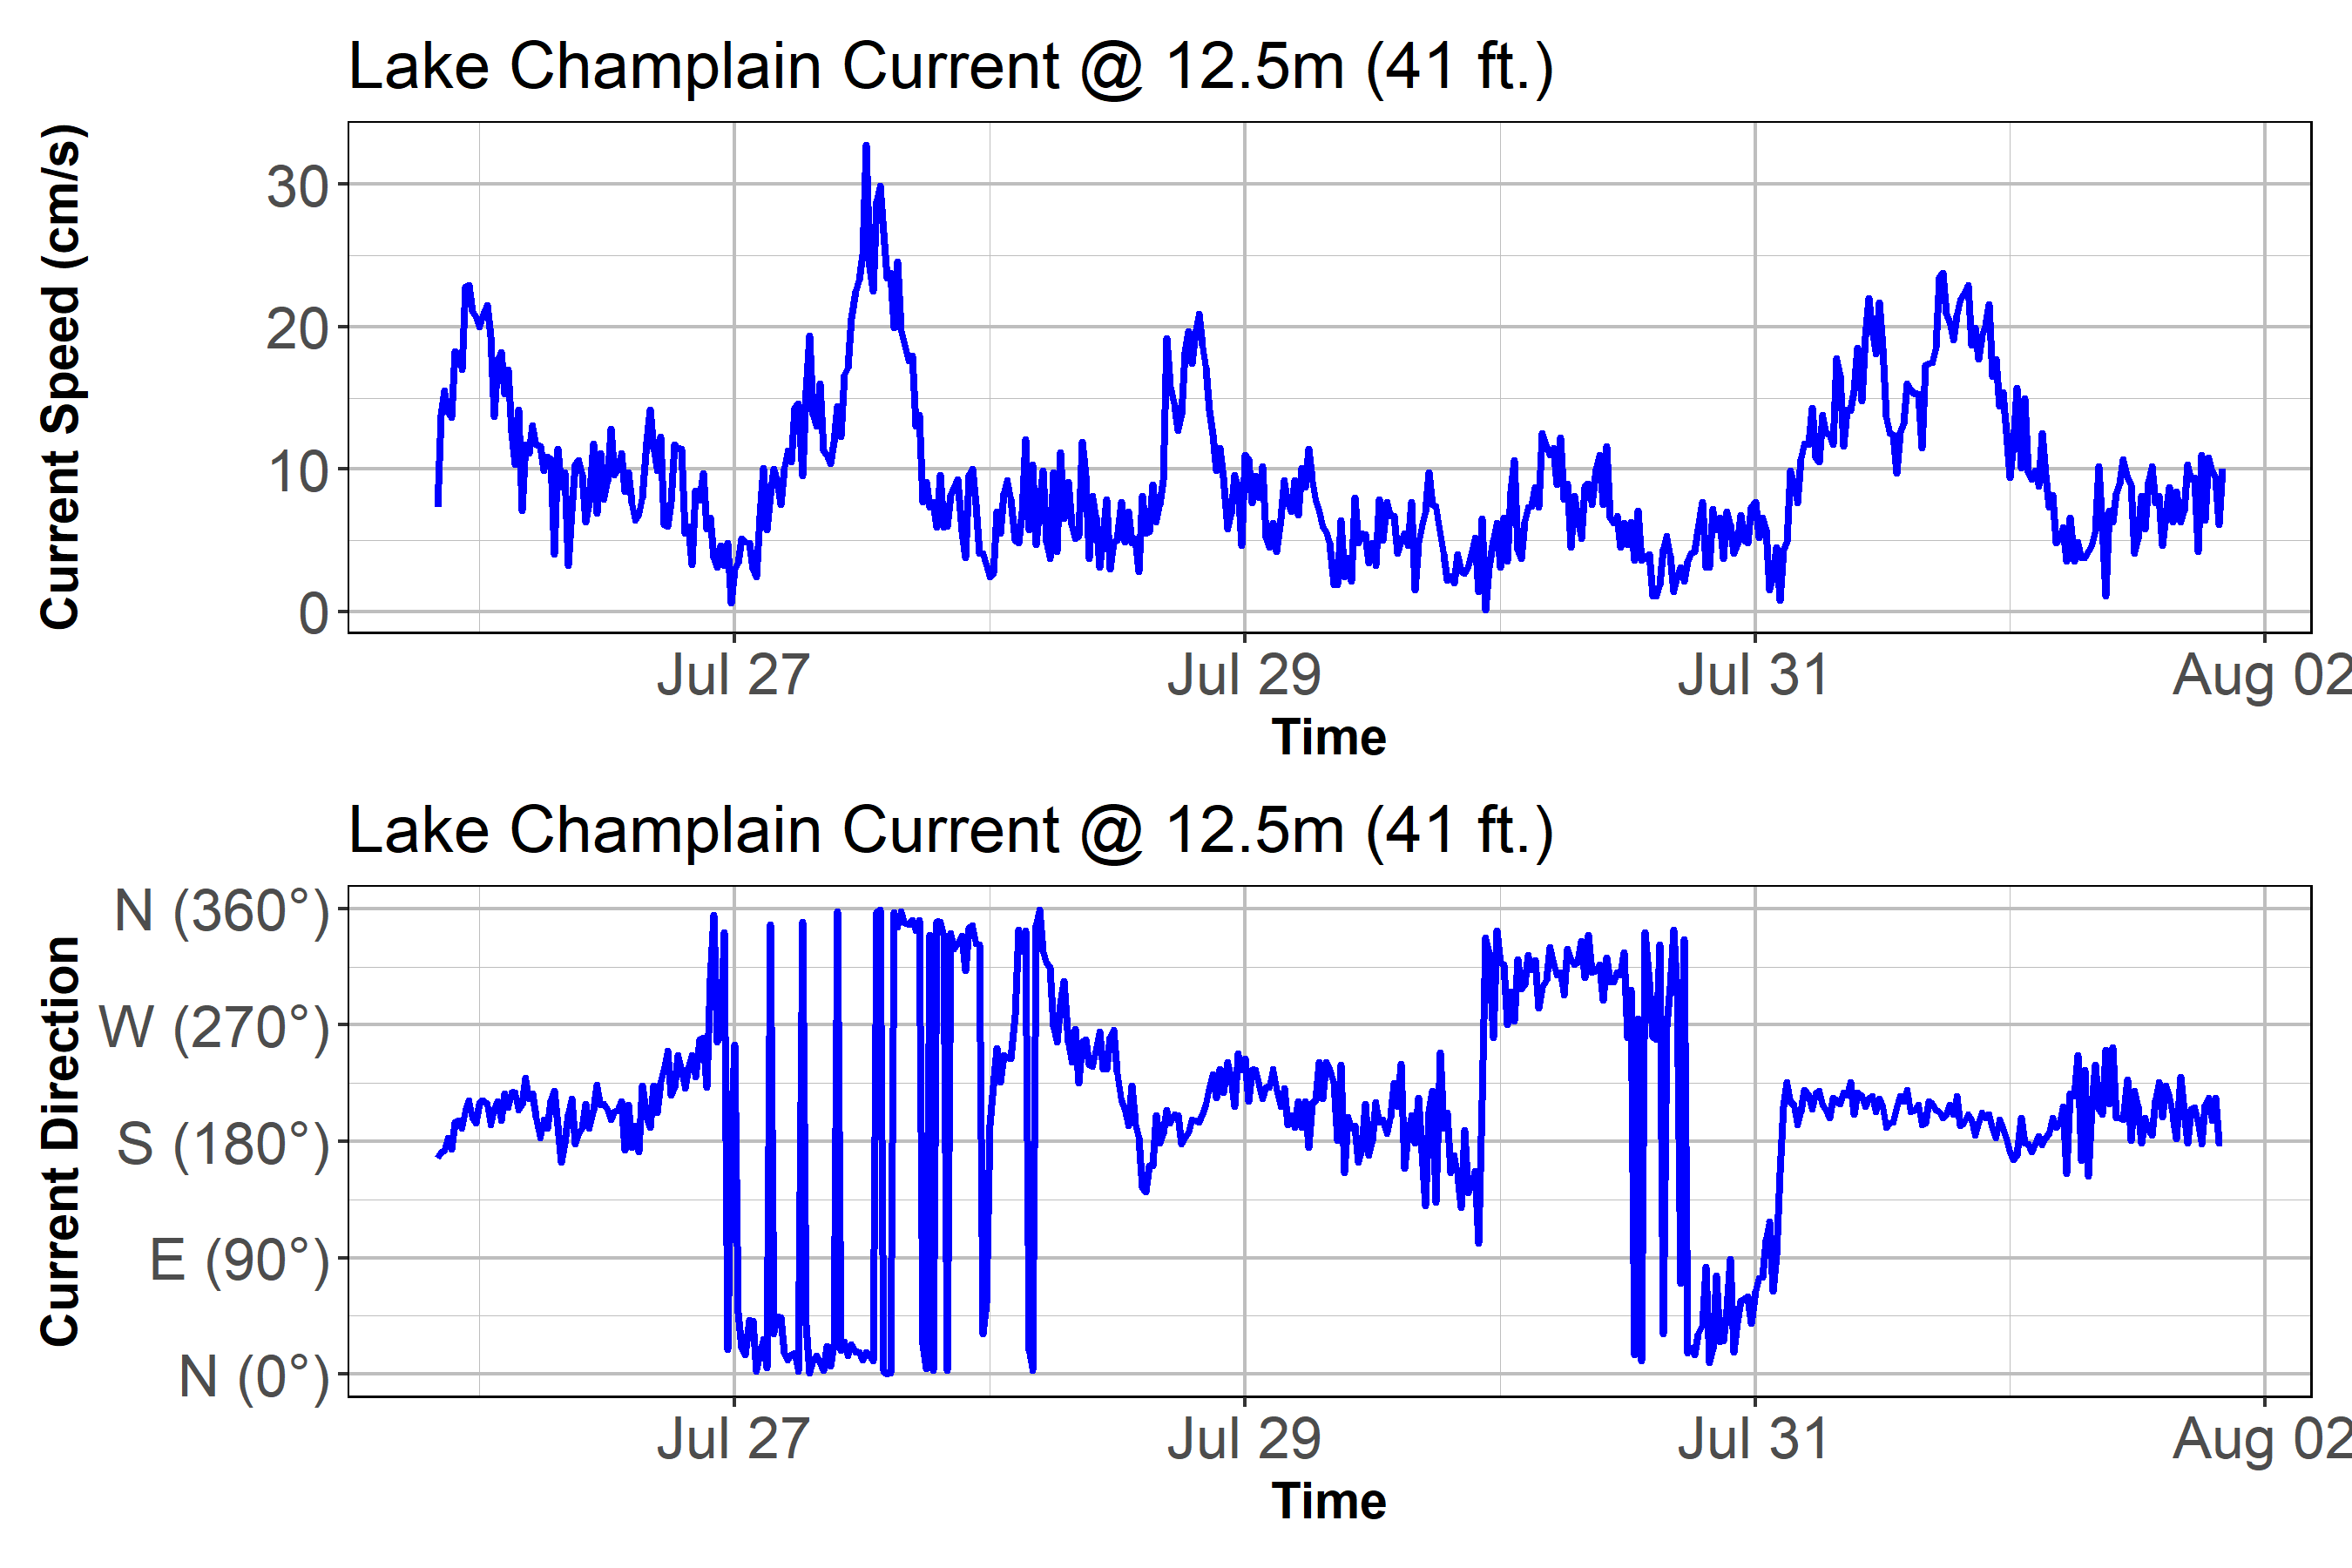 Lake Champlain Current @ 12.5m (41 ft.)
Current Speed (cm/s)
30
20
10
0
Jul 27
Jul 29
Jul 31
Aug 02
Time
Lake Champlain Current @ 12.5m (41 ft.)
Current Direction
N (360°)
W (270°)
S (180°)
E (90°)
N (0°)
Jul 27
Jul 29
Jul 31
Aug 02
Time